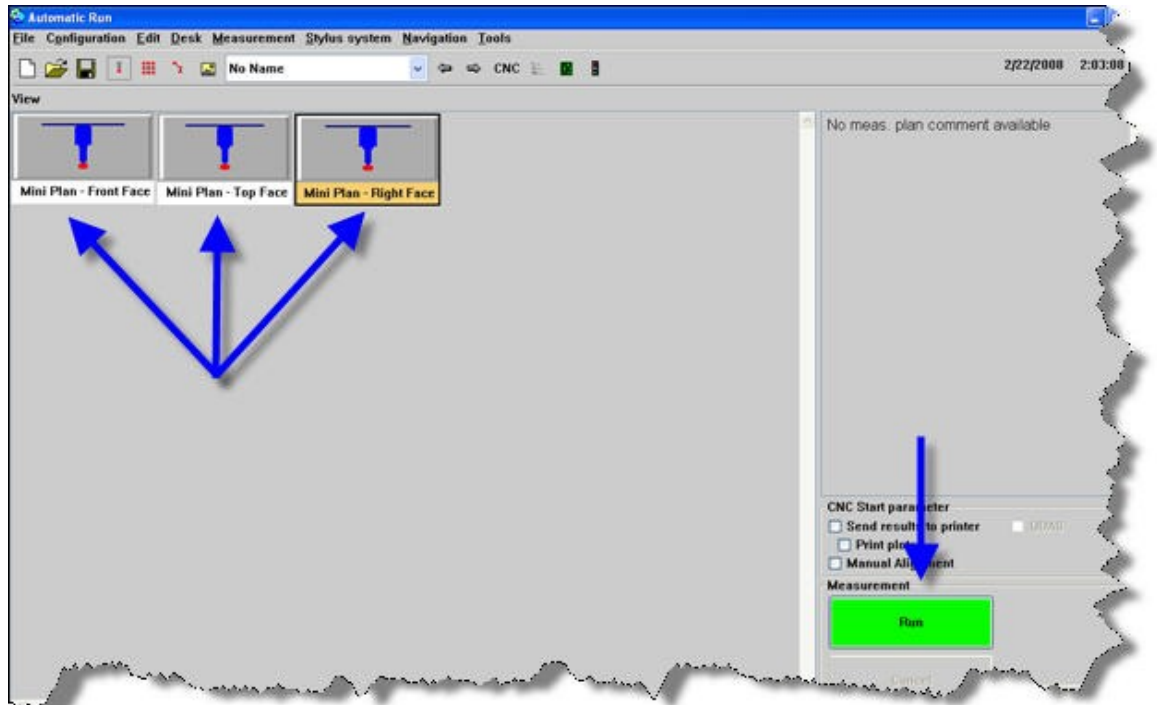 Automatic Run
File Configuration Edit Desk Measurement Stylus system Navigation Tools
No Name CNC 2/22/2008 2:03:08
View
No meas. plan comment available
Mini Plan - Front Face Mini Plan - Top Face Mini Plan - Right Face
CNC Start parameter
Send results to printer
Print
Manual Alignment
Measurement
Run
Cancel